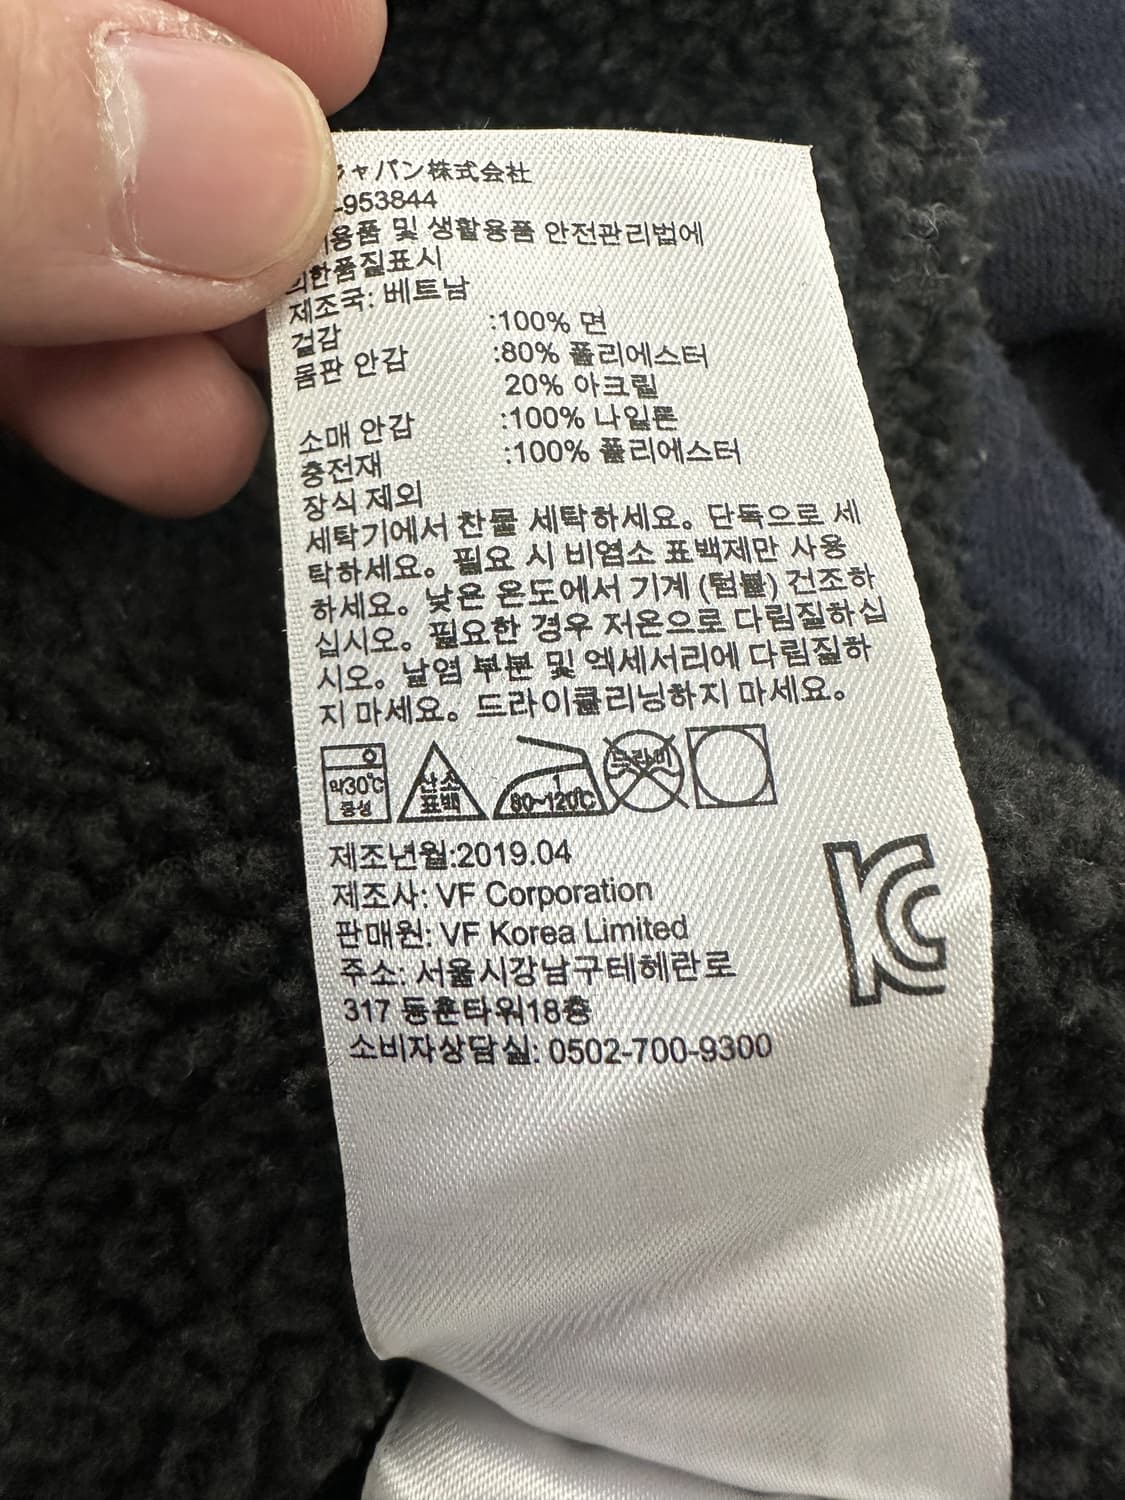 ャパン株式会社
-953844
용품 및 생활용품 안전관리법에
의한품질표시
제조국: 베트남
겉감 :100% 면
몸판 안감 :80% 폴리에스터
20% 아크릴
소매 안감 :100% 나일론
충전재 :100% 폴리에스터
장식 제외
세탁기에서 찬물 세탁하세요。단독으로 세
탁하세요。필요 시 비염소 표백제만 사용
하세요。낮은 온도에서 기계 (텀블) 건조하
십시오。필요한 경우 저온으로 다림질하십
시오。날염 부분 및 엑세서리에 다림질하
지 마세요。드라이클리닝하지 마세요。
약30℃
중성
산소
표백
80~120℃
드라이
제조년월:2019.04
제조사: VF Corporation
판매원: VF Korea Limited
주소: 서울시강남구테헤란로
317 동훈타워18층
소비자상담실: 0502-700-9300
KC